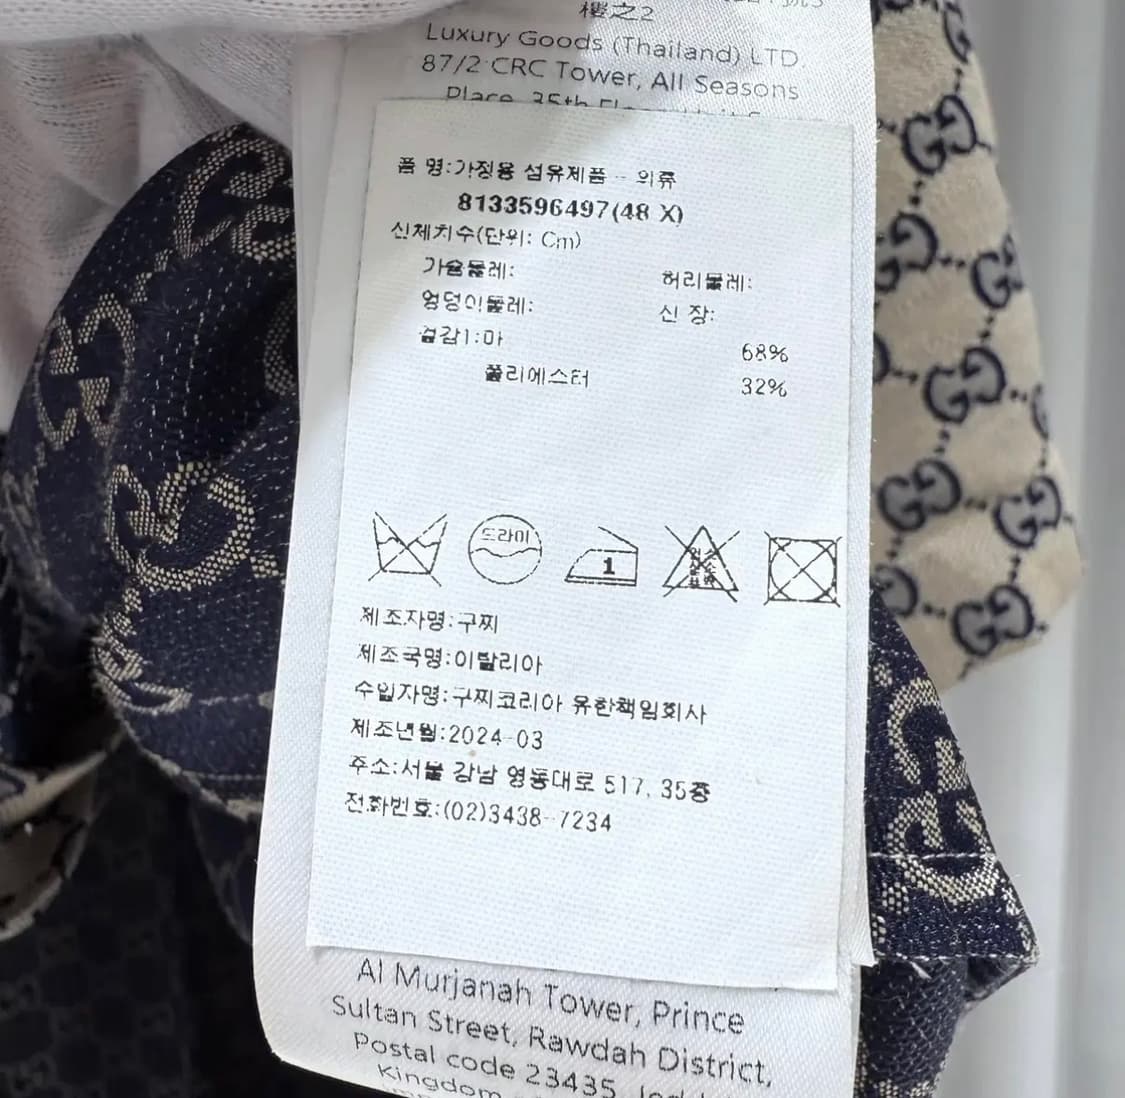 樓之2
Luxury Goods (Thailand) LTD.
87/2 CRC Tower, All Seasons
Place, 35th
품 명:가정용 섬유제품 - 의류
8133596497(48 X)
신체치수(단위: Cm)
가슴둘레: 허리둘레:
엉덩이둘레: 신 장:
겉감1:마 68%
폴리에스터 32%
드라이
1
제조자명:구찌
제조국명:이탈리아
수입자명:구찌코리아 유한책임회사
제조년월:2024-03
주소:서울 강남 영동대로 517, 35층
전화번호:(02)3438-7234
Al Murjanah Tower, Prince
Sultan Street, Rawdah District,
Postal code 23435,
Kingdom